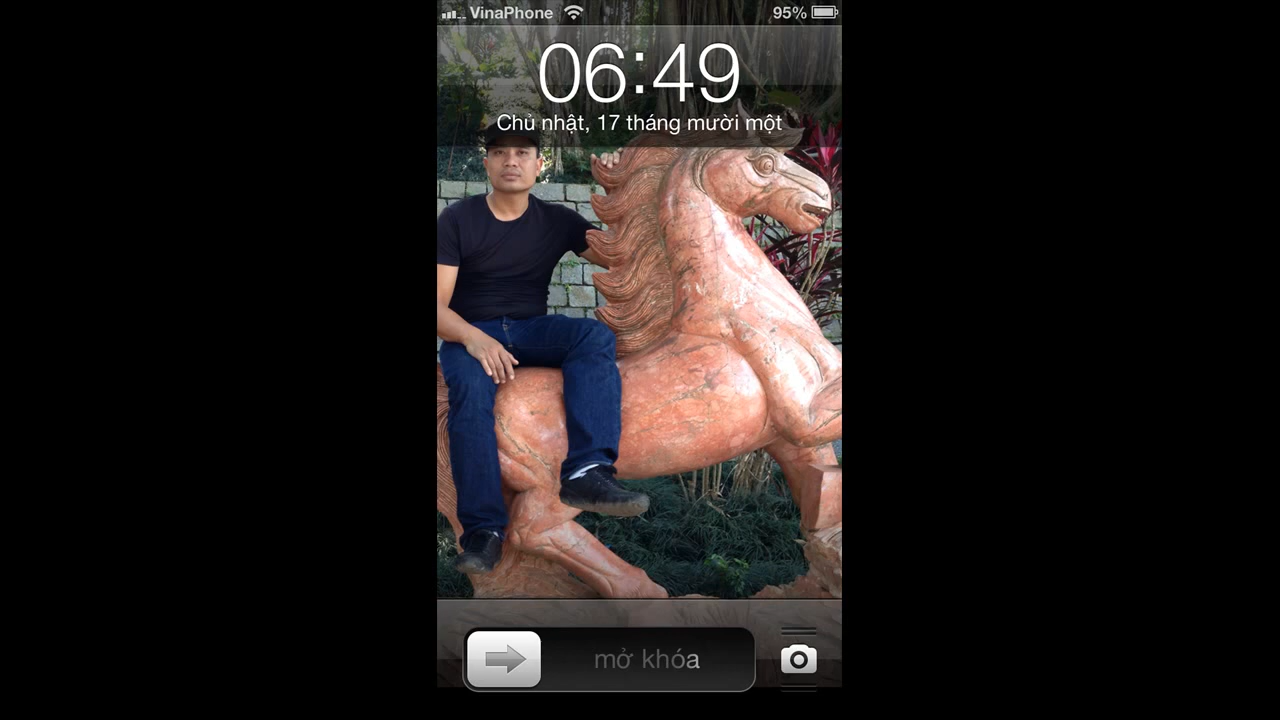 VinaPhone
95%
06:49
Chủ nhật, 17 tháng mười một
mở khóa